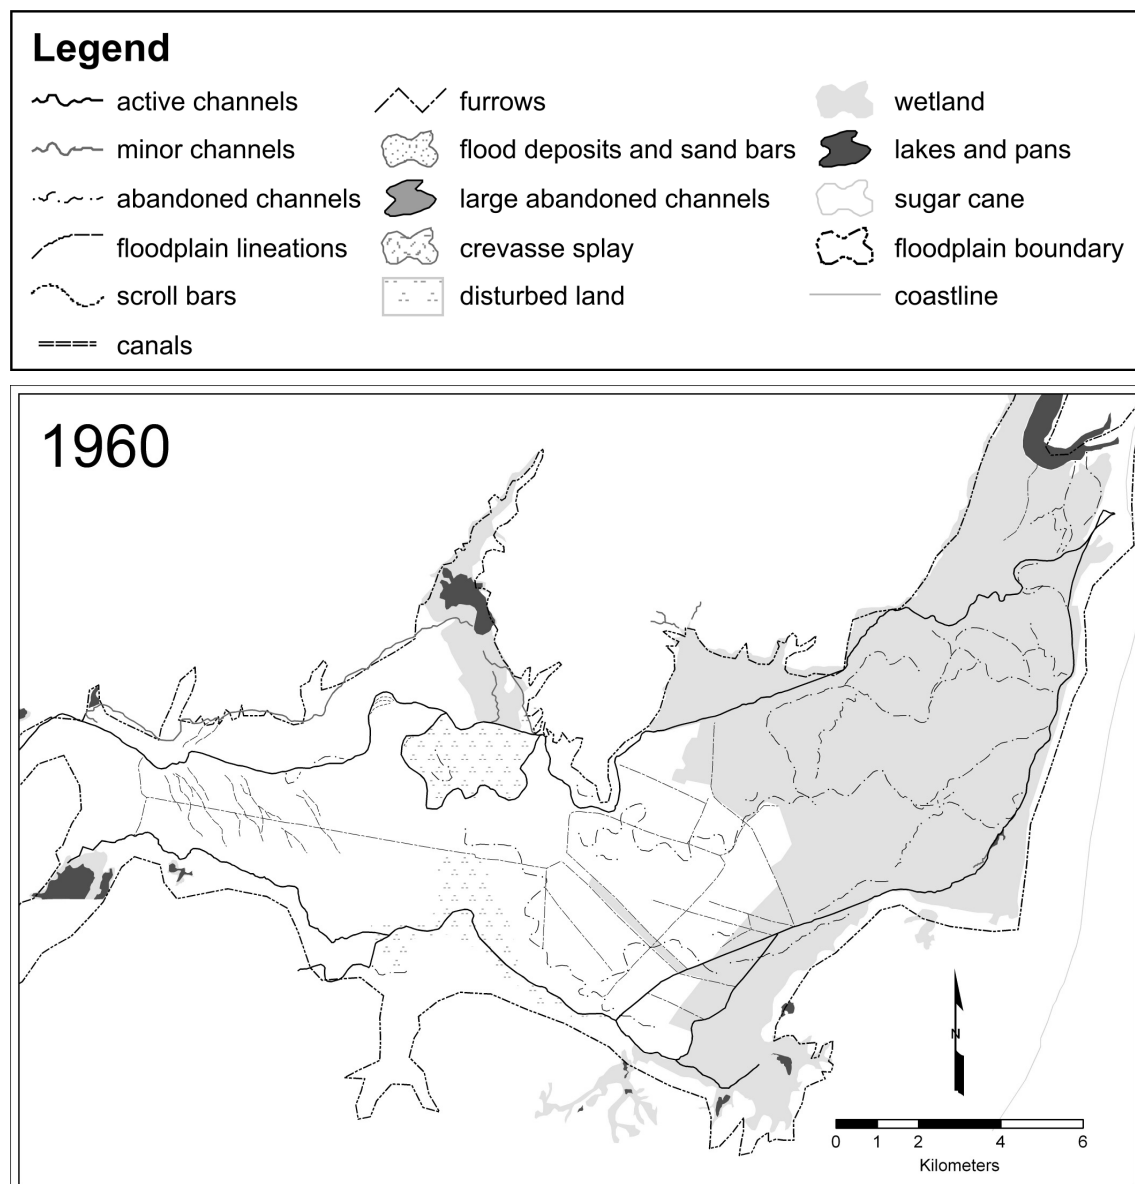 Legend
active channels
furrows
wetland
minor channels
flood deposits and sand bars
lakes and pans
abandoned channels
large abandoned channels
sugar cane
floodplain lineations
crevasse splay
floodplain boundary
scroll bars
disturbed land
coastline
canals
1960
N
0 1 2 4 6
Kilometers